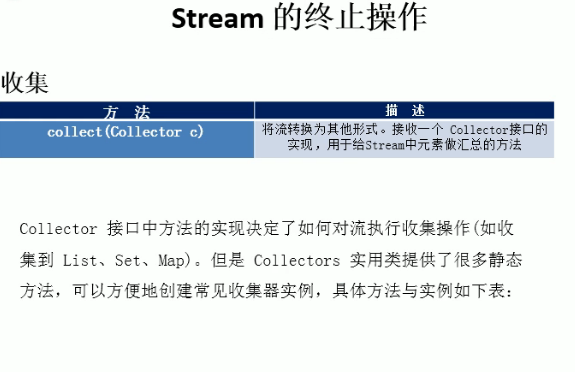 Stream 的终止操作
收集
方 法
描 述
collect(Collector c)
将流转换为其他形式。接收一个 Collector接口的
实现，用于给Stream中元素做汇总的方法
Collector 接口中方法的实现决定了如何对流执行收集操作(如收
集到 List、Set、Map)。但是 Collectors 实用类提供了很多静态
方法，可以方便地创建常见收集器实例，具体方法与实例如下表：